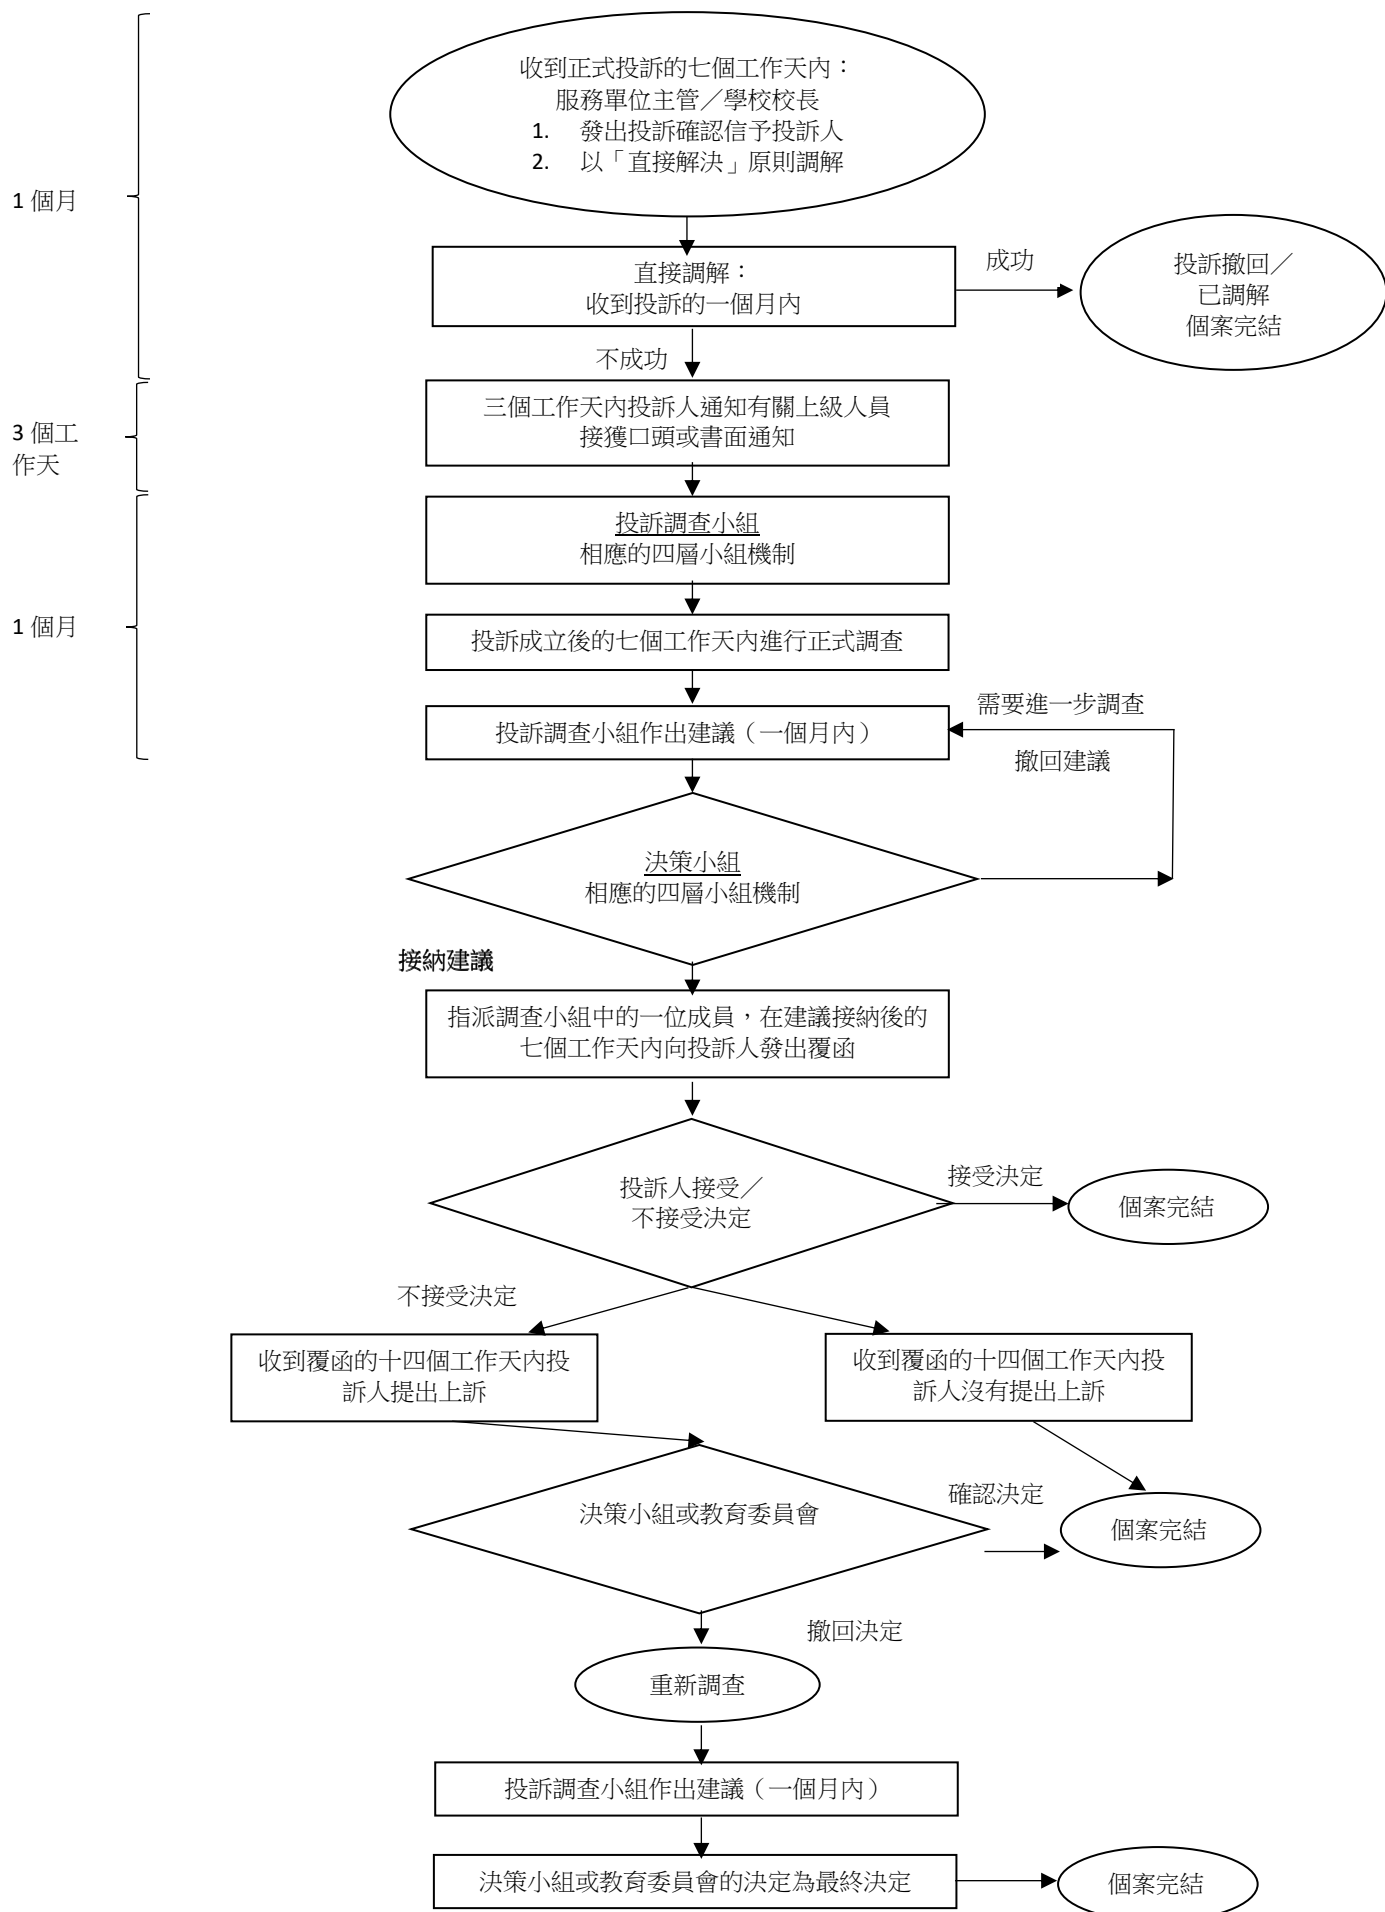 收到正式投訴的七個工作天內：
服務單位主管／學校校長
1. 發出投訴確認信予投訴人
2. 以「直接解決」原則調解
1 個月
直接調解：
收到投訴的一個月內
成功
投訴撤回／
已調解
個案完結
不成功
三個工作天內投訴人通知有關上級人員
接獲口頭或書面通知
3 個工
作天
投訴調查小組
相應的四層小組機制
1 個月
投訴成立後的七個工作天內進行正式調查
需要進一步調查
投訴調查小組作出建議（一個月內）
撤回建議
決策小組
相應的四層小組機制
接納建議
指派調查小組中的一位成員，在建議接納後的
七個工作天內向投訴人發出覆函
投訴人接受／
不接受決定
接受決定
個案完結
不接受決定
收到覆函的十四個工作天內投
訴人提出上訴
收到覆函的十四個工作天內投
訴人沒有提出上訴
決策小組或教育委員會
確認決定
個案完結
撤回決定
重新調查
投訴調查小組作出建議（一個月內）
決策小組或教育委員會的決定為最終決定
個案完結